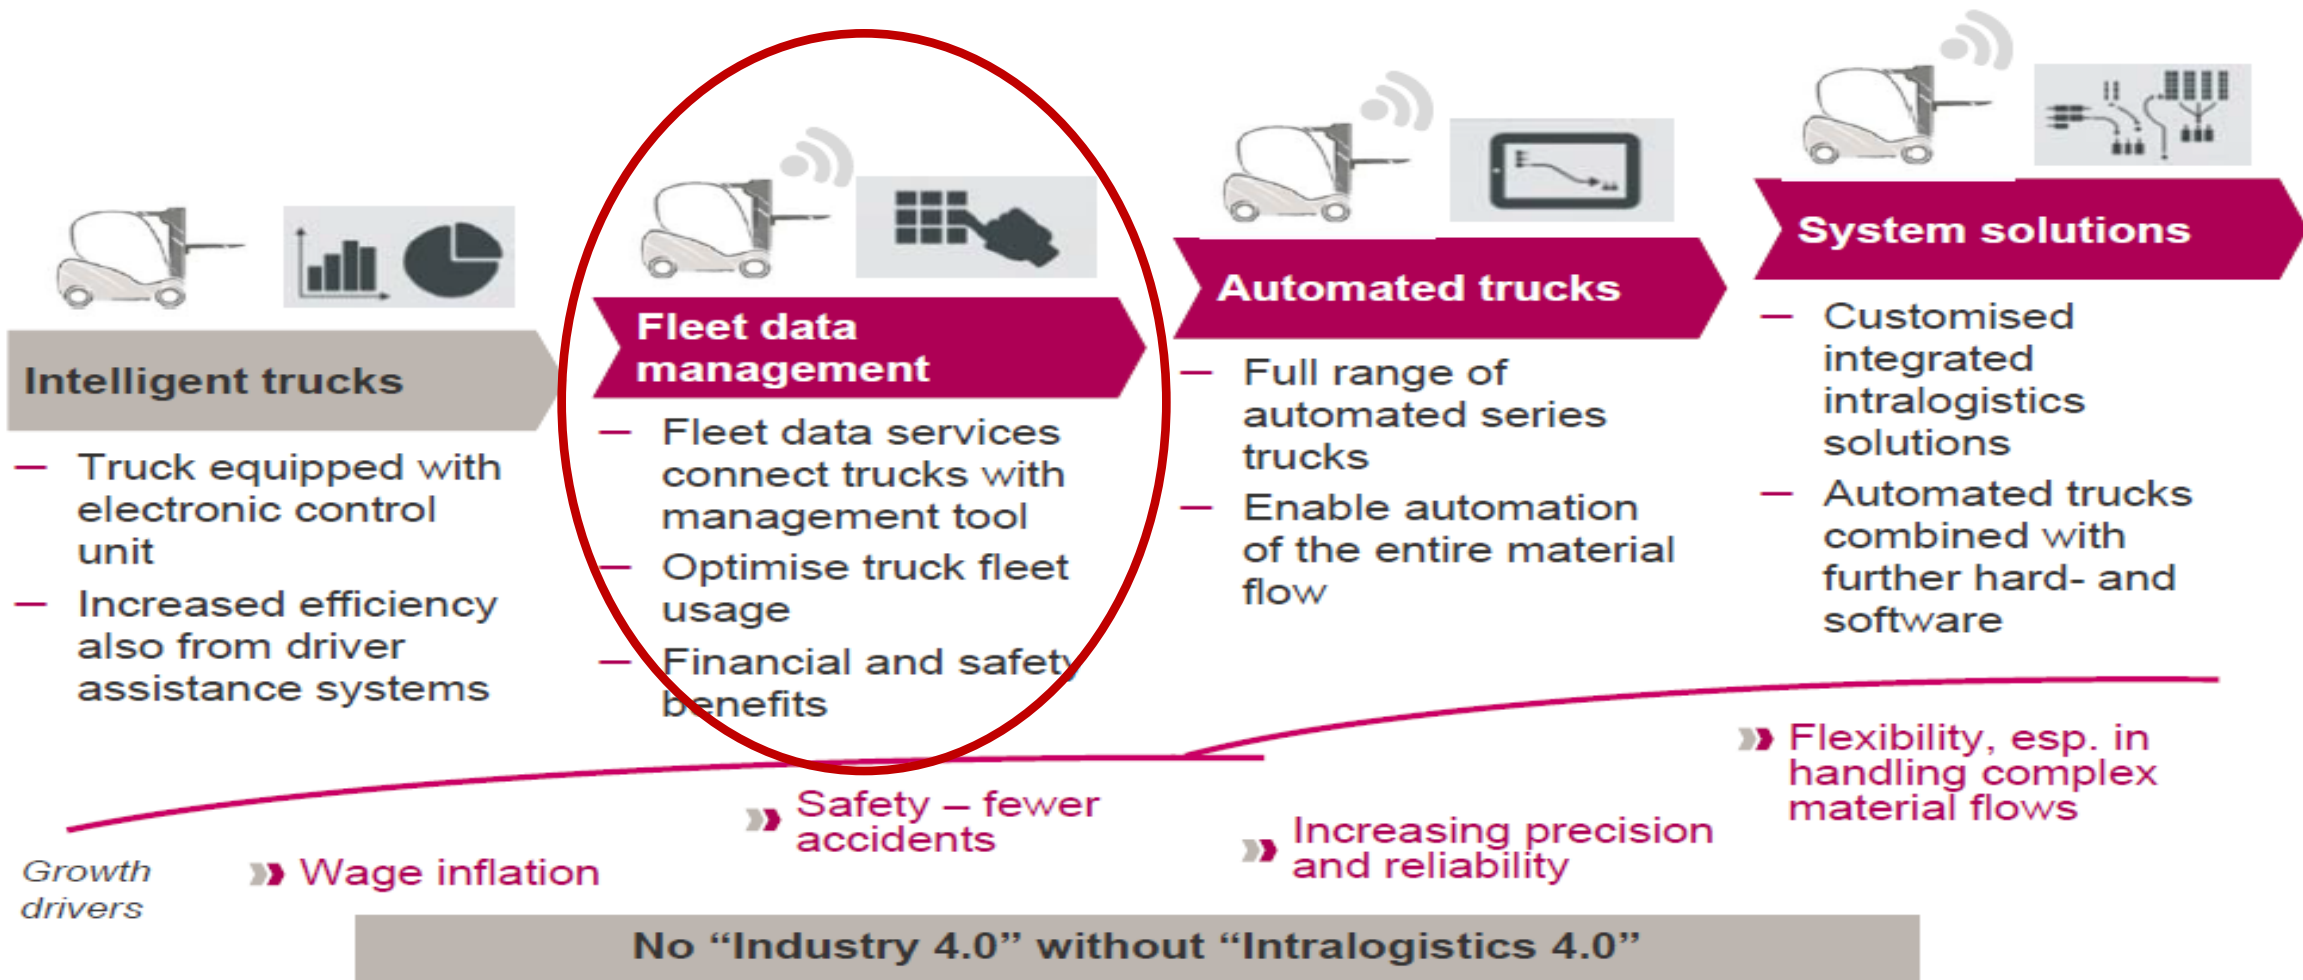 Intelligent trucks
— Truck equipped with
electronic control
unit
— Increased efficiency
also from driver
assistance systems
Fleet data
management
— Fleet data services
connect trucks with
management tool
— Optimise truck fleet
usage
— Financial and safety
benefits
Automated trucks
— Full range of
automated series
trucks
— Enable automation
of the entire material
flow
System solutions
— Customised
integrated
intralogistics
solutions
— Automated trucks
combined with
further hard- and
software
Growth
drivers
Wage inflation
Safety – fewer
accidents
Increasing precision
and reliability
Flexibility, esp. in
handling complex
material flows
No “Industry 4.0” without “Intralogistics 4.0”